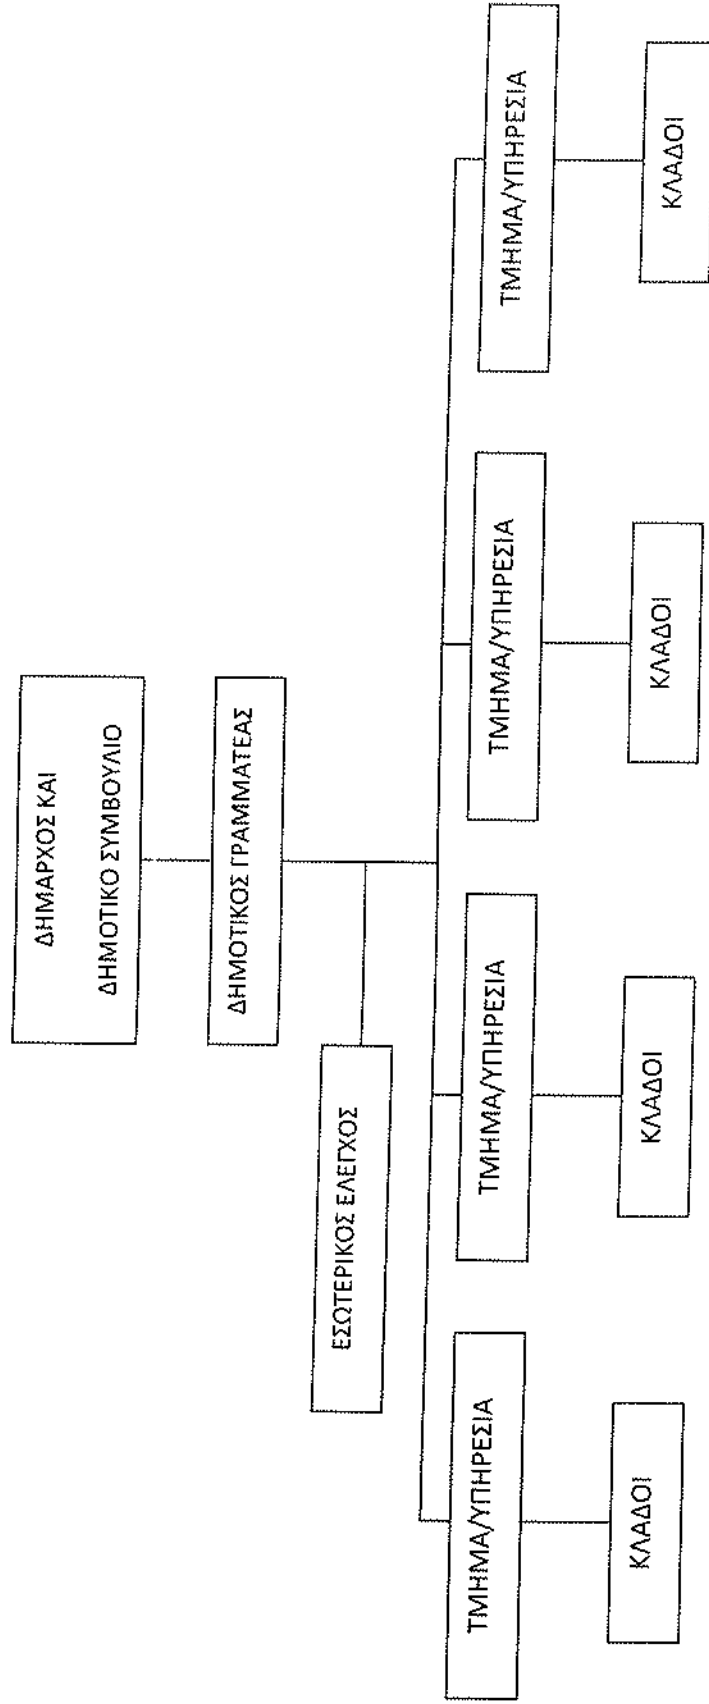 ΔΗΜΑΡΧΟΣ ΚΑΙ
ΔΗΜΟΤΙΚΟ ΣΥΜΒΟΥΛΙΟ
ΔΗΜΟΤΙΚΟΣ ΓΡΑΜΜΑΤΕΑΣ
ΕΣΩΤΕΡΙΚΟΣ ΕΛΕΓΧΟΣ
ΤΜΗΜΑ/ΥΠΗΡΕΣΙΑ
ΤΜΗΜΑ/ΥΠΗΡΕΣΙΑ
ΤΜΗΜΑ/ΥΠΗΡΕΣΙΑ
ΤΜΗΜΑ/ΥΠΗΡΕΣΙΑ
ΚΛΑΔΟΙ
ΚΛΑΔΟΙ
ΚΛΑΔΟΙ
ΚΛΑΔΟΙ